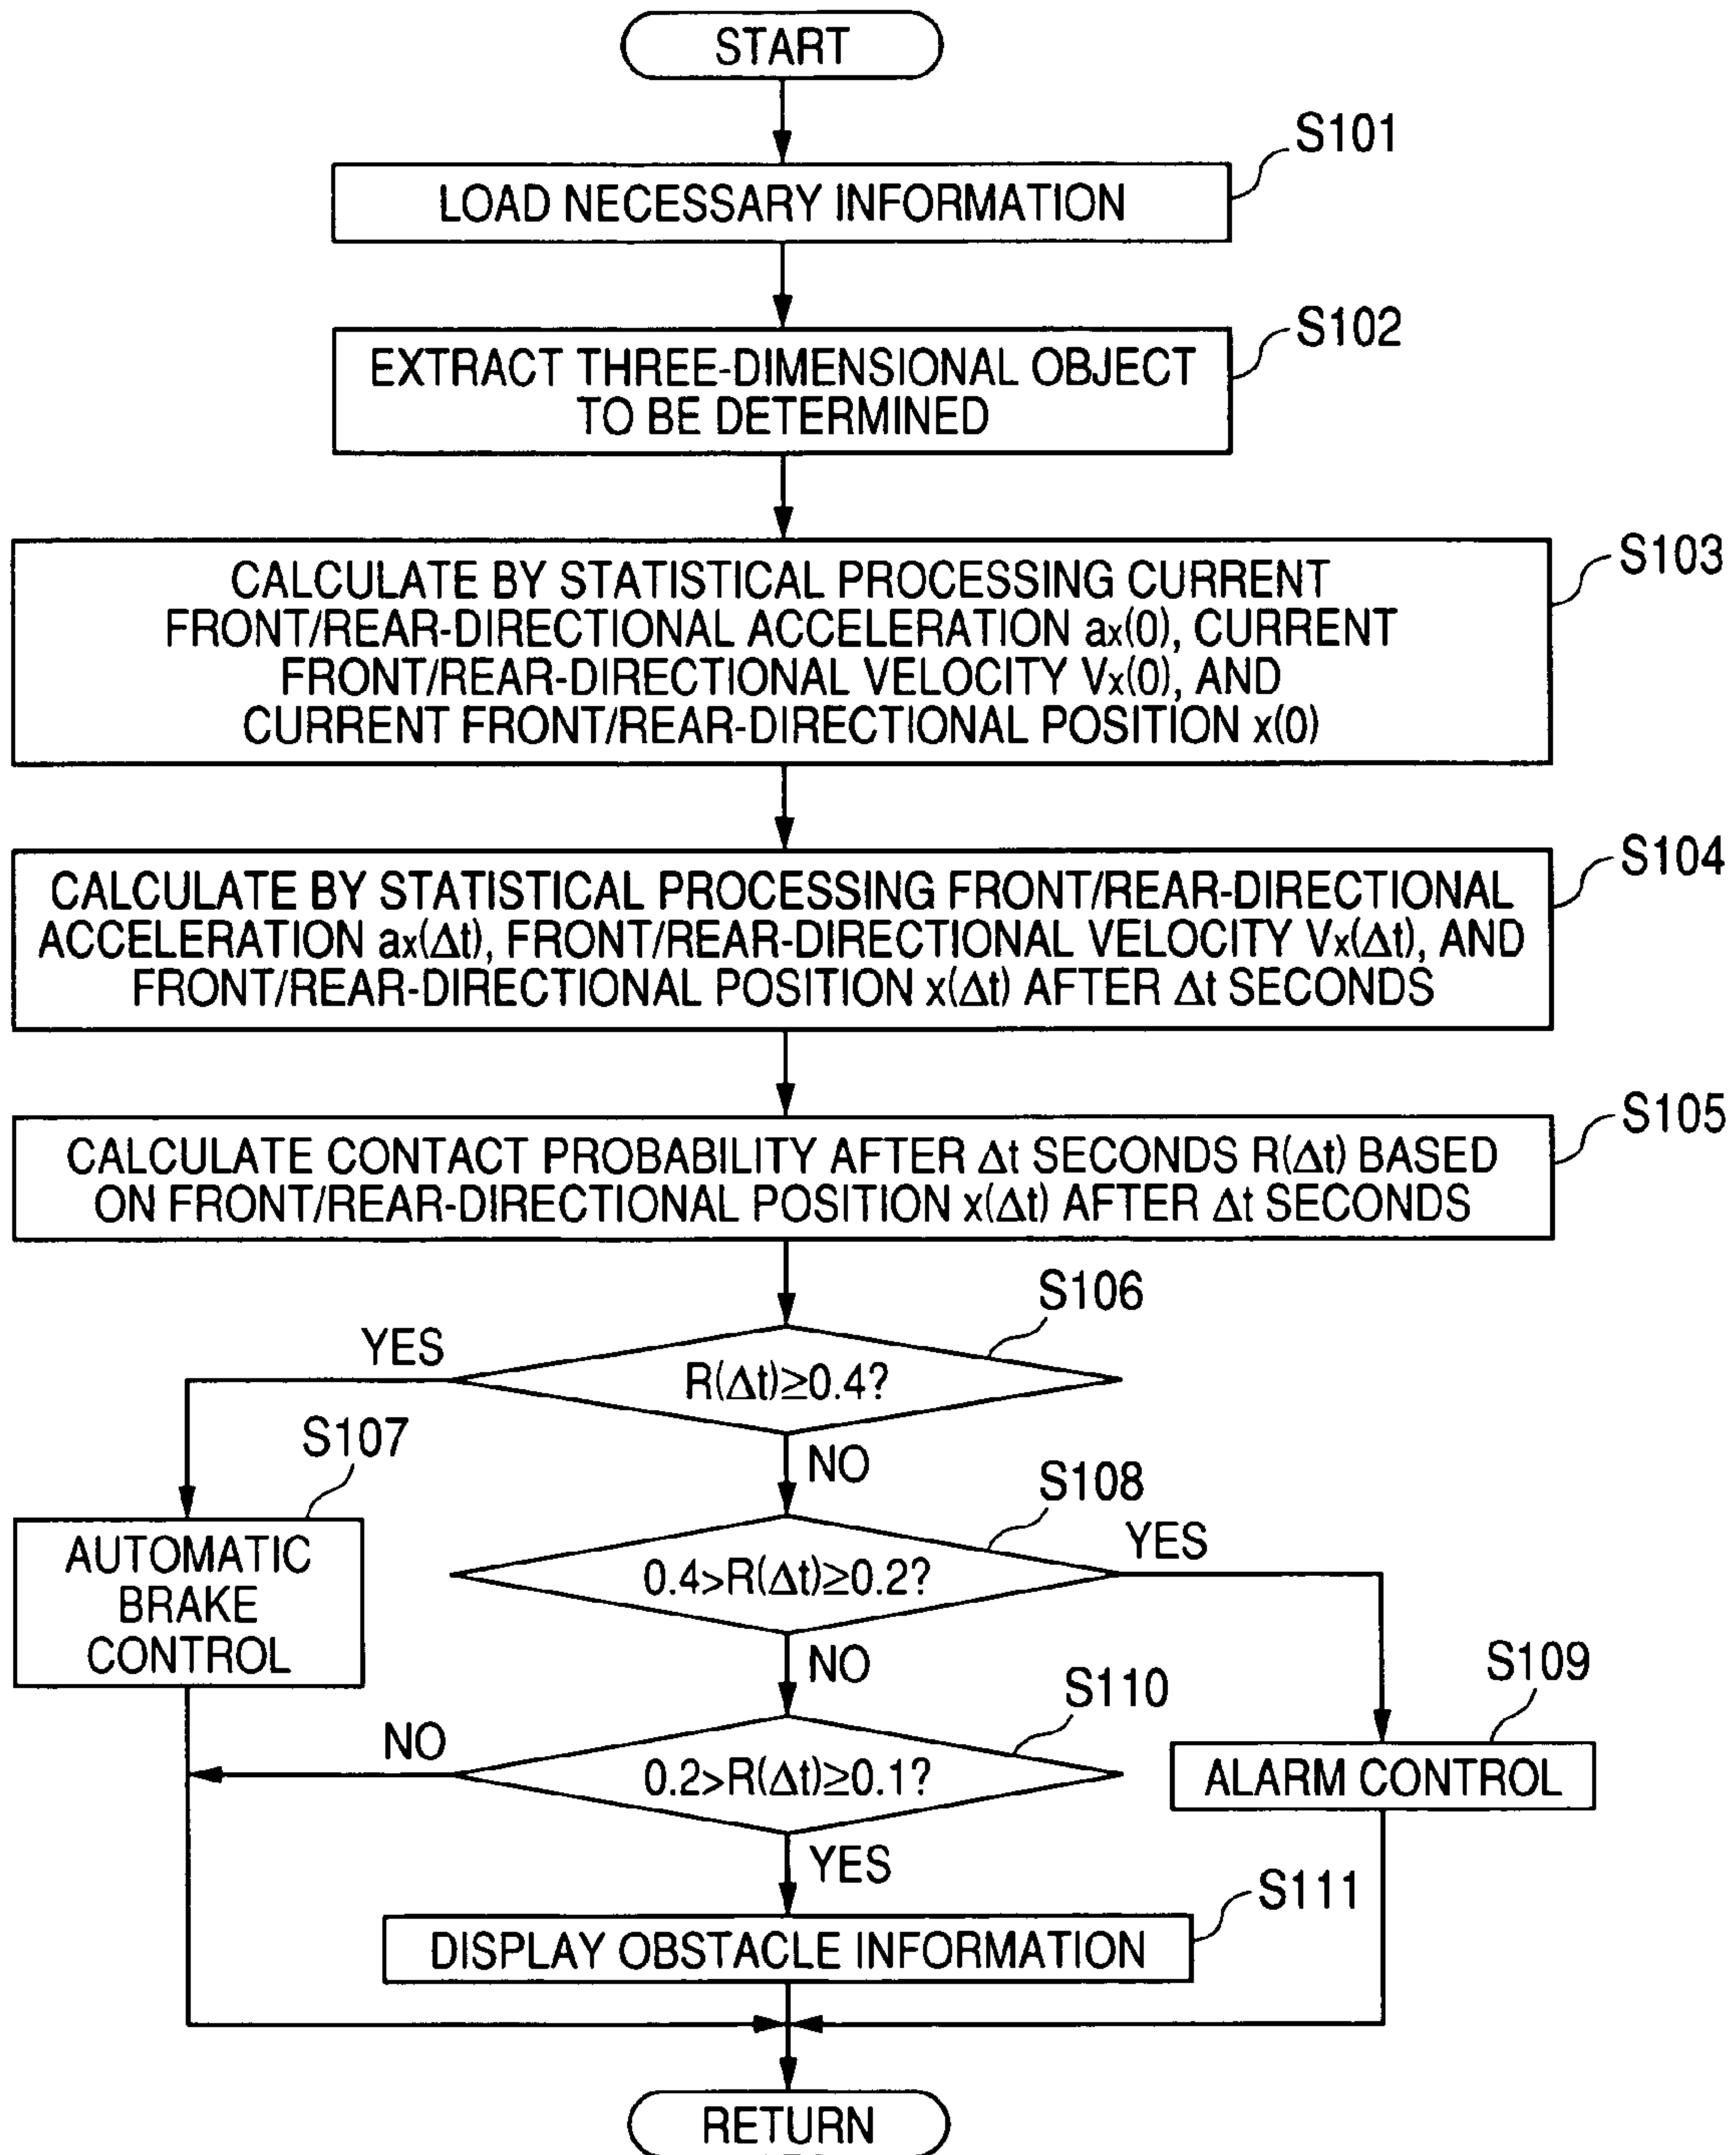 START
S101
LOAD NECESSARY INFORMATION
S102
EXTRACT THREE-DIMENSIONAL OBJECT
TO BE DETERMINED
S103
CALCULATE BY STATISTICAL PROCESSING CURRENT
FRONT/REAR-DIRECTIONAL ACCELERATION ax(0), CURRENT
FRONT/REAR-DIRECTIONAL VELOCITY Vx(0), AND
CURRENT FRONT/REAR-DIRECTIONAL POSITION x(0)
S104
CALCULATE BY STATISTICAL PROCESSING FRONT/REAR-DIRECTIONAL
ACCELERATION ax(Δt), FRONT/REAR-DIRECTIONAL VELOCITY Vx(Δt), AND
FRONT/REAR-DIRECTIONAL POSITION x(Δt) AFTER Δt SECONDS
S105
CALCULATE CONTACT PROBABILITY AFTER Δt SECONDS R(Δt) BASED
ON FRONT/REAR-DIRECTIONAL POSITION x(Δt) AFTER Δt SECONDS
S106
YES
R(Δt)≥0.4?
S107
NO
S108
AUTOMATIC
BRAKE
CONTROL
YES
0.4>R(Δt)≥0.2?
NO
S109
S110
NO
0.2>R(Δt)≥0.1?
ALARM CONTROL
YES
S111
DISPLAY OBSTACLE INFORMATION
RETURN